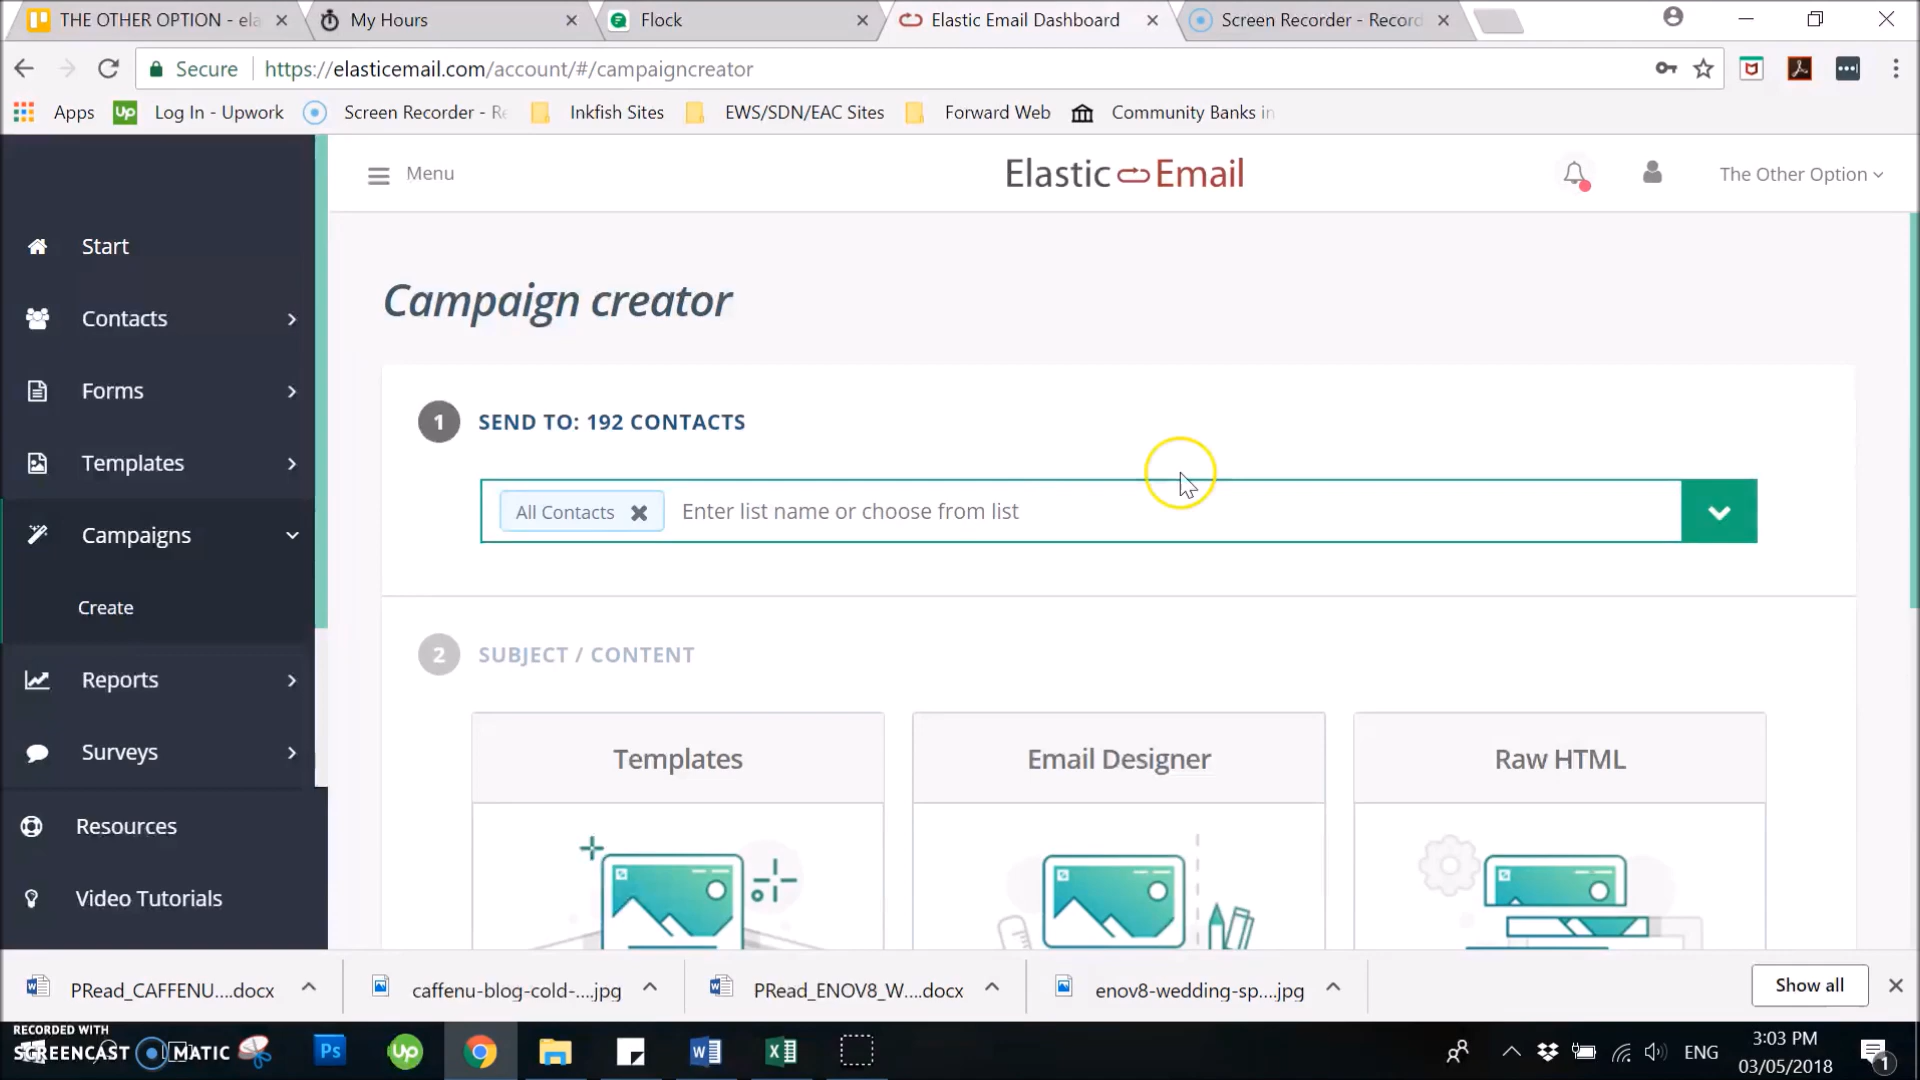 THE OTHER OPTION - ela
My Hours
Flock
Elastic Email Dashboard
Screen Recorder - Record
Secure
https://elasticemail.com/account/#/campaigncreator
Apps
Up
Log In - Upwork
Screen Recorder - Re
Inkfish Sites
EWS/SDN/EAC Sites
Forward Web
Community Banks in
Menu
Elastic Email
The Other Option
Start
Contacts
Forms
Templates
Campaigns
Create
Reports
Surveys
Resources
Video Tutorials
Campaign creator
1 SEND TO: 192 CONTACTS
All Contacts
Enter list name or choose from list
2 SUBJECT / CONTENT
Templates
Email Designer
Raw HTML
PRead_CAFFENU....docx
caffenu-blog-cold-....jpg
PRead_ENOV8_W....docx
enov8-wedding-sp....jpg
Show all
RECORDED WITH
SCREENCAST MATIC
Ps
Up
ENG
3:03 PM
03/05/2018
1